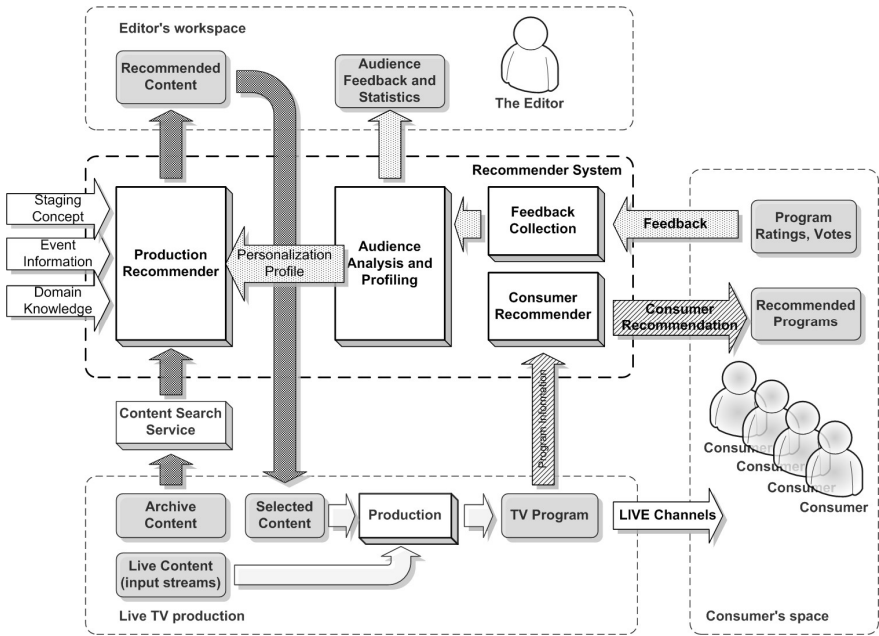 Editor's workspace
Recommended
Content
Audience
Feedback and
Statistics
The Editor
Recommender System
Staging
Concept
Event
Information
Domain
Knowledge
Production
Recommender
Personalization
Profile
Audience
Analysis and
Profiling
Feedback
Collection
Consumer
Recommender
Feedback
Program
Ratings, Votes
Consumer
Recommendation
Recommended
Programs
Content Search
Service
Program Information
Consumer
Consumer
Consumer
Consumer
Archive
Content
Selected
Content
Production
TV Program
LIVE Channels
Live Content
(input streams)
Live TV production
Consumer's space